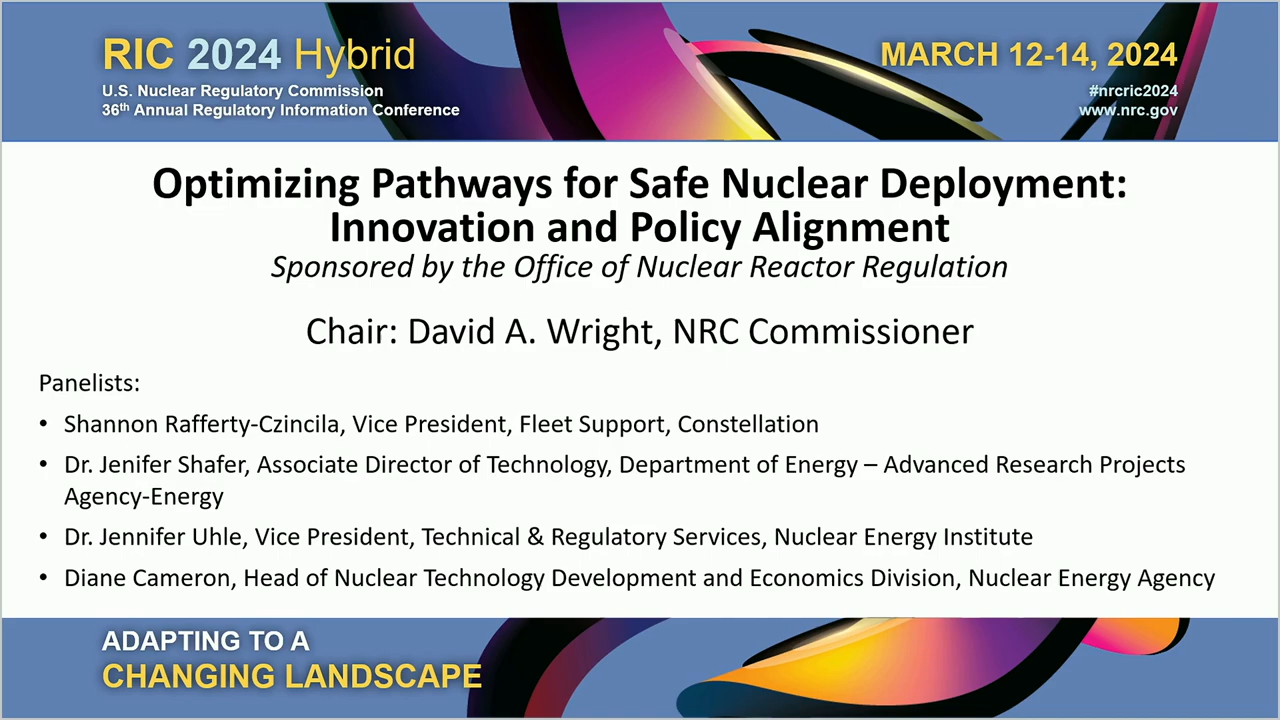 RIC 2024 Hybrid
U.S. Nuclear Regulatory Commission
36th Annual Regulatory Information Conference
MARCH 12-14, 2024
#nrcric2024
www.nrc.gov
Optimizing Pathways for Safe Nuclear Deployment:
Innovation and Policy Alignment
Sponsored by the Office of Nuclear Reactor Regulation
Chair: David A. Wright, NRC Commissioner
Panelists:
• Shannon Rafferty-Czincila, Vice President, Fleet Support, Constellation
• Dr. Jenifer Shafer, Associate Director of Technology, Department of Energy – Advanced Research Projects
Agency-Energy
• Dr. Jennifer Uhle, Vice President, Technical & Regulatory Services, Nuclear Energy Institute
• Diane Cameron, Head of Nuclear Technology Development and Economics Division, Nuclear Energy Agency
ADAPTING TO A
CHANGING LANDSCAPE